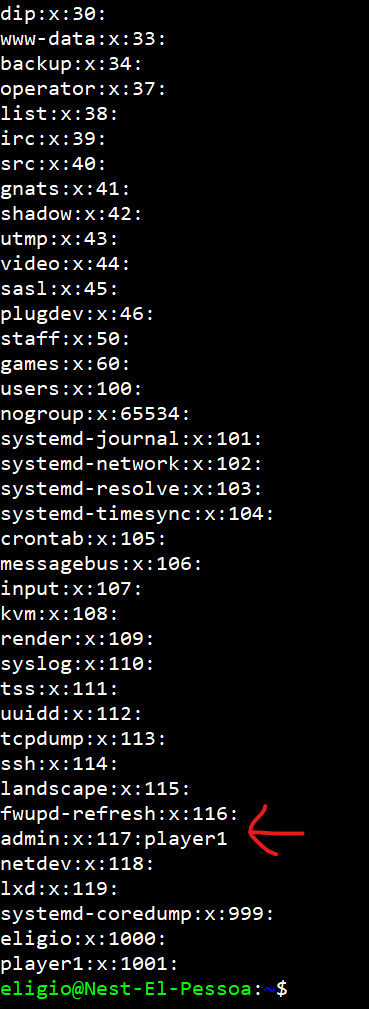 dip:x:30:
www-data:x:33:
backup:x:34:
operator:x:37:
list:x:38:
irc:x:39:
src:x:40:
gnats:x:41:
shadow:x:42:
utmp:x:43:
video:x:44:
sasl:x:45:
plugdev:x:46:
staff:x:50:
games:x:60:
users:x:100:
nogroup:x:65534:
systemd-journal:x:101:
systemd-network:x:102:
systemd-resolve:x:103:
systemd-timesync:x:104:
crontab:x:105:
messagebus:x:106:
input:x:107:
kvm:x:108:
render:x:109:
syslog:x:110:
tss:x:111:
uuidd:x:112:
tcpdump:x:113:
ssh:x:114:
landscape:x:115:
fwupd-refresh:x:116:
admin:x:117:player1
netdev:x:118:
lxd:x:119:
systemd-coredump:x:999:
eligio:x:1000:
player1:x:1001:
eligio@Nest-El-Pessoa:~$